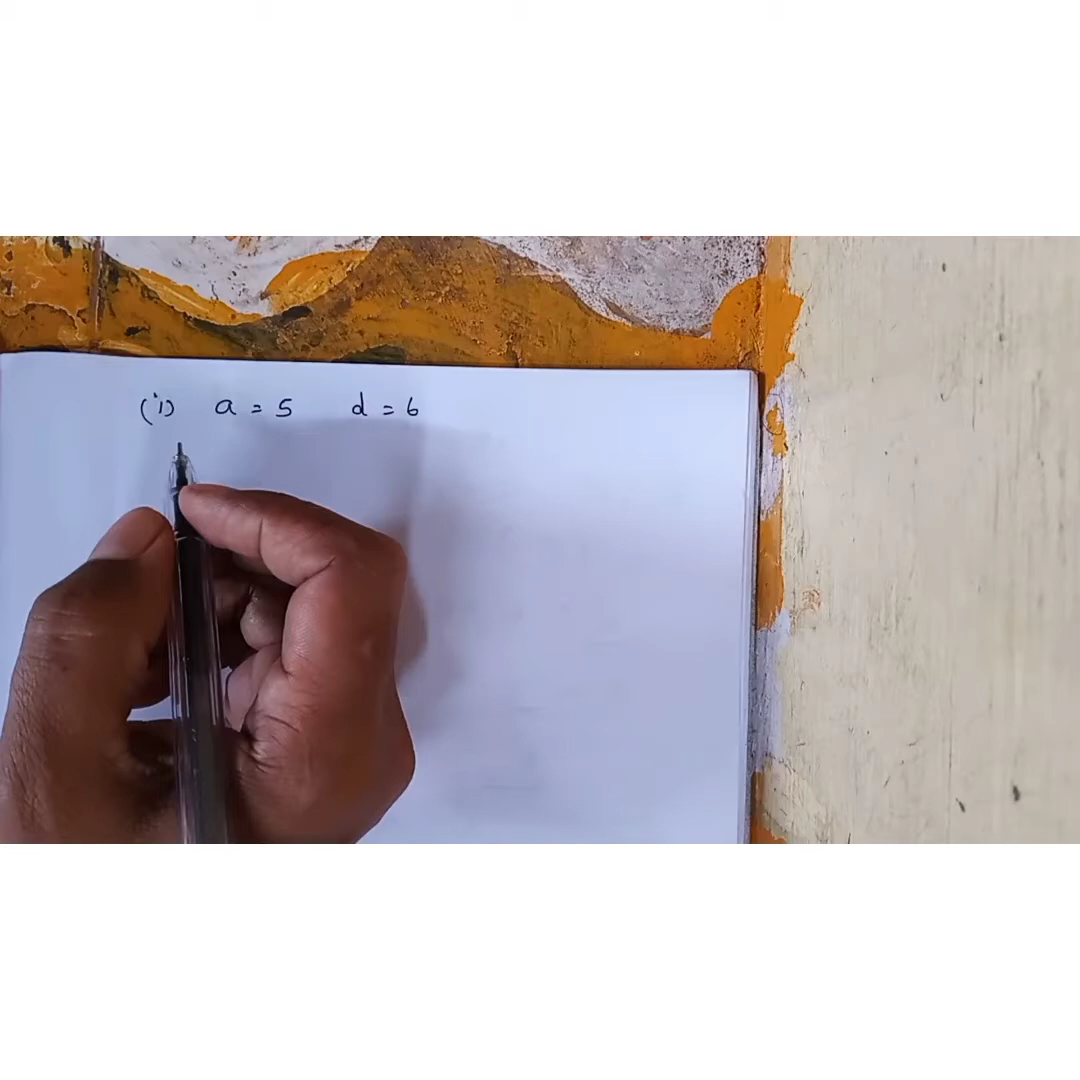 (i) a = 5 d = 6